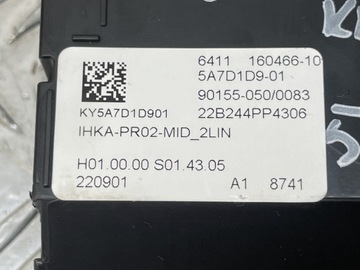 6411 160466-10
5A7D1D9-01
90155-050/0083
KY5A7D1D901 22B244PP4306
IHKA-PR02-MID_2LIN
H01.00.00 S01.43.05
220901 A1 8741